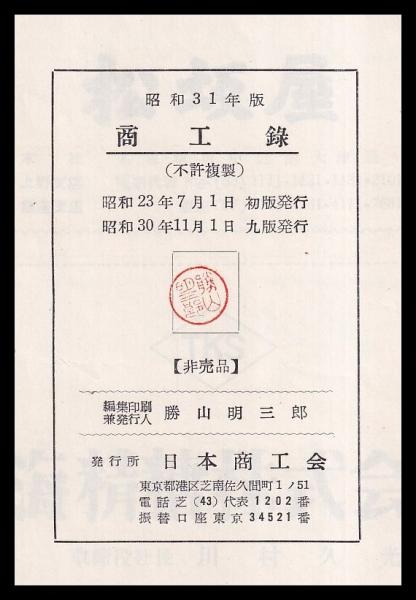 昭和31年版
商工錄
(不許複製)
昭和23年7月1日 初版発行
昭和30年11月1日 九版発行
【非売品】
編集印刷
兼発行人 勝山明三郎
発行所 日本商工会
東京都港区芝南佐久間町1ノ51
電話芝(43)代表1202番
振替口座東京34521番
松坂屋
TKS